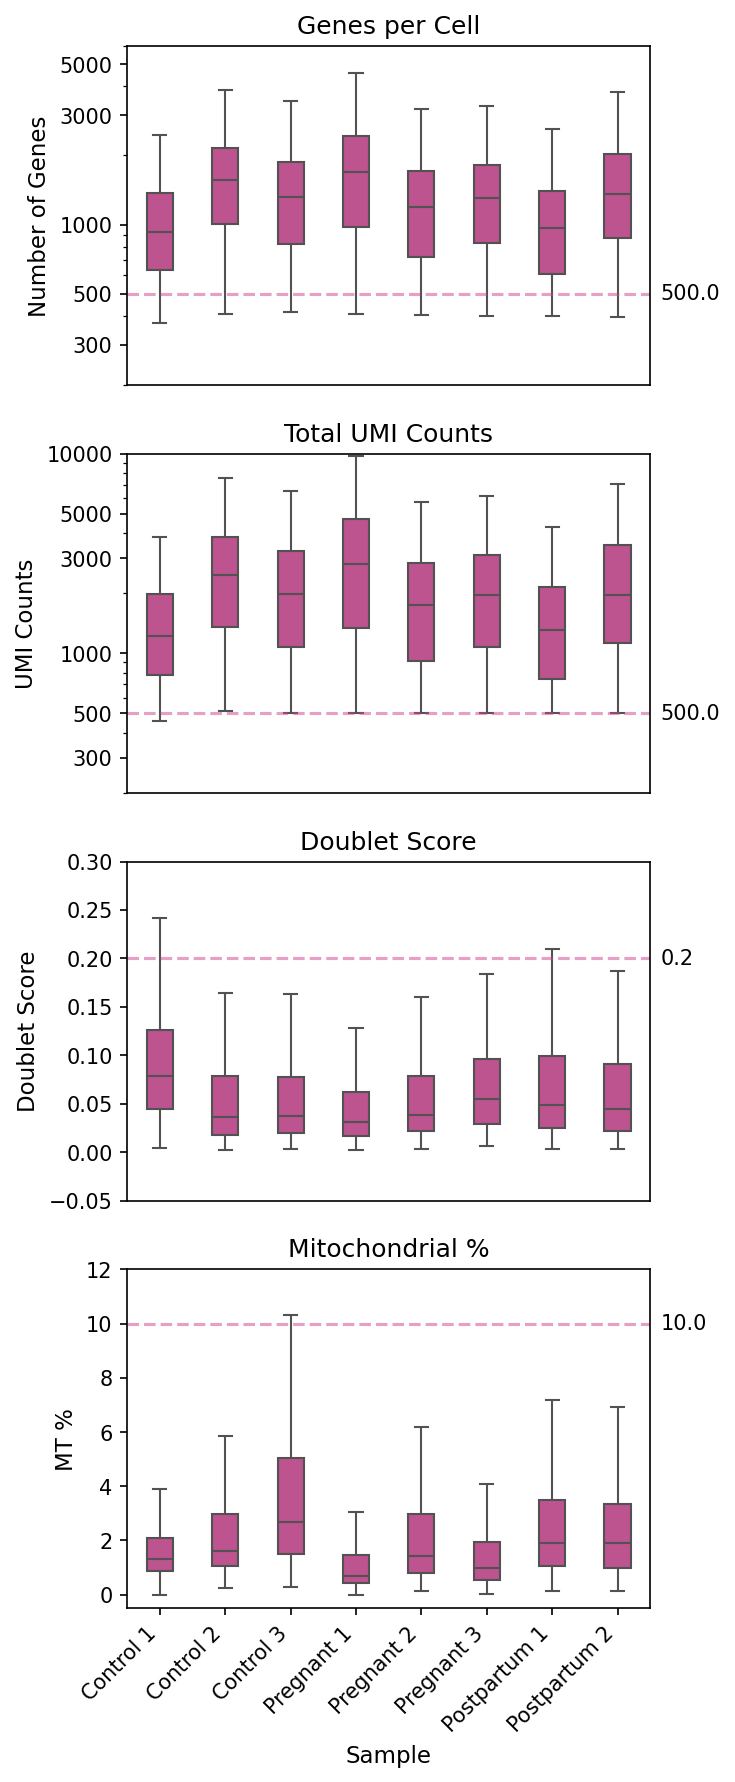 Genes per Cell
5000
3000
1000
500
300
Number of Genes
500.0
Total UMI Counts
10000
5000
3000
1000
500
300
UMI Counts
500.0
Doublet Score
0.30
0.25
0.20
0.15
0.10
0.05
0.00
−0.05
Doublet Score
0.2
Mitochondrial %
12
10
8
6
4
2
0
MT %
10.0
Control 1
Control 2
Control 3
Pregnant 1
Pregnant 2
Pregnant 3
Postpartum 1
Postpartum 2
Sample